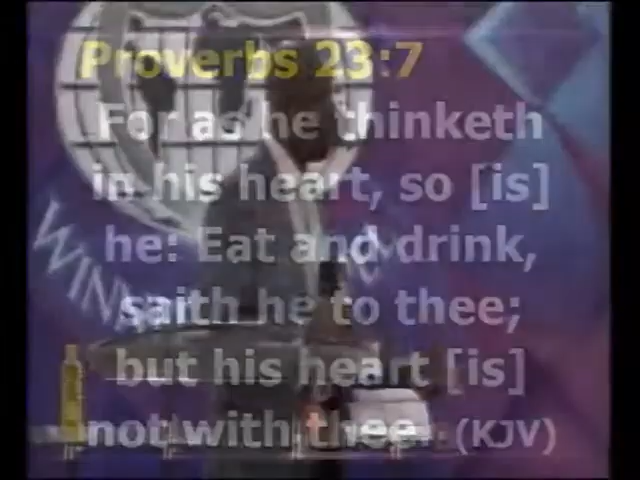 Proverbs 23:7
For as he thinketh
in his heart, so [is]
he: Eat and drink,
saith he to thee;
but his heart [is]
not with thee. (KJV)